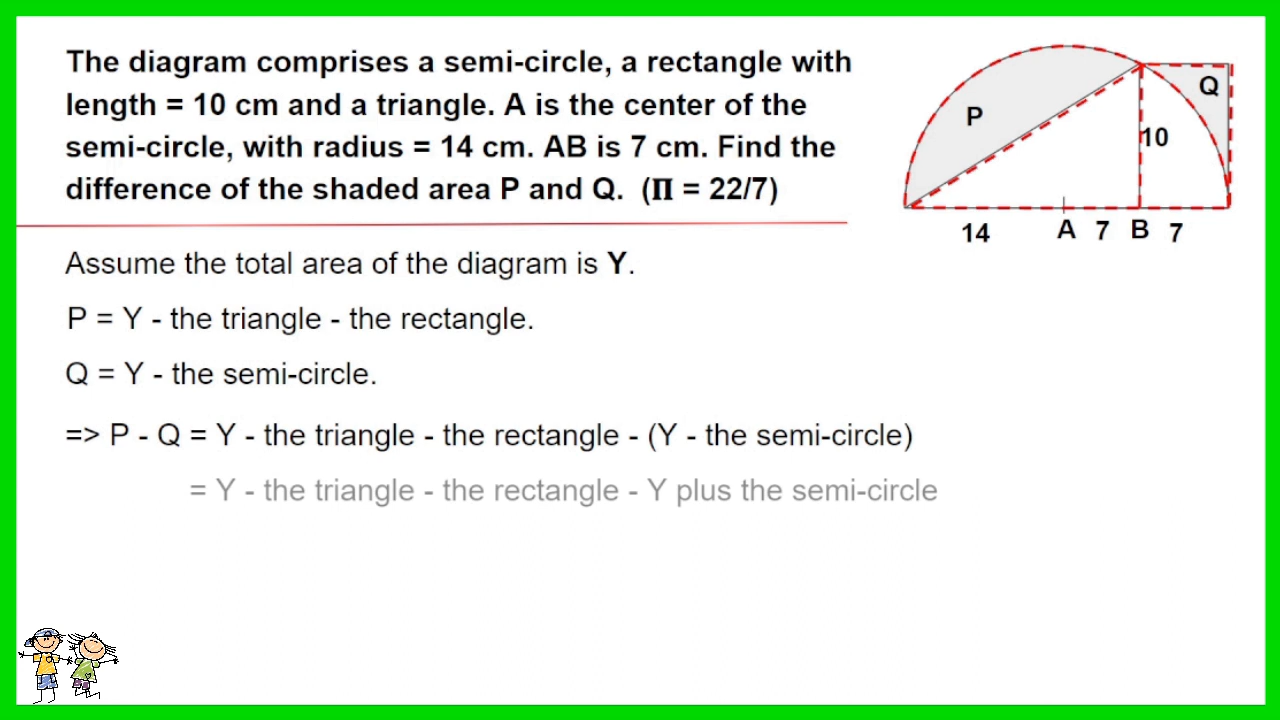 The diagram comprises a semi-circle, a rectangle with
length = 10 cm and a triangle. A is the center of the
semi-circle, with radius = 14 cm. AB is 7 cm. Find the
difference of the shaded area P and Q. (Π = 22/7)
P
Q
10
14
A
7
B
7
Assume the total area of the diagram is Y.
P = Y - the triangle - the rectangle.
Q = Y - the semi-circle.
=> P - Q = Y - the triangle - the rectangle - (Y - the semi-circle)
= Y - the triangle - the rectangle - Y plus the semi-circle